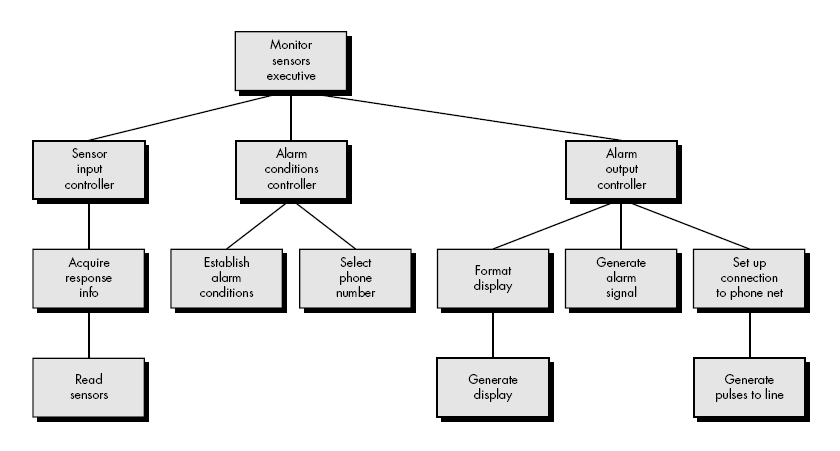 Monitor
sensors
executive
Sensor
input
controller
Alarm
conditions
controller
Alarm
output
controller
Acquire
response
info
Establish
alarm
conditions
Select
phone
number
Format
display
Generate
alarm
signal
Set up
connection
to phone net
Read
sensors
Generate
display
Generate
pulses to line